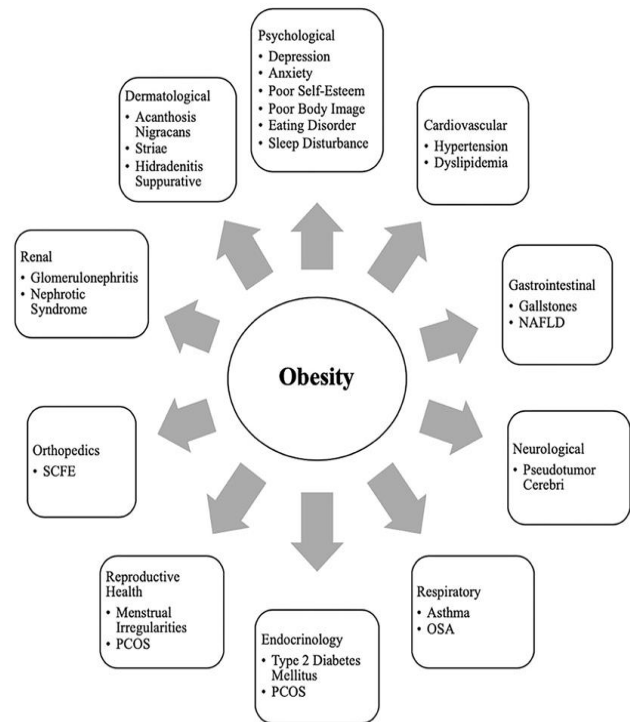 Psychological
• Depression
• Anxiety
• Poor Self-Esteem
• Poor Body Image
• Eating Disorder
• Sleep Disturbance
Dermatological
• Acanthosis
Nigracans
• Striae
• Hidradenitis
Suppurative
Cardiovascular
• Hypertension
• Dyslipidemia
Renal
• Glomerulonephritis
• Nephrotic
Syndrome
Gastrointestinal
• Gallstones
• NAFLD
Obesity
Orthopedics
• SCFE
Neurological
• Pseudotumor
Cerebri
Reproductive
Health
• Menstrual
Irregularities
• PCOS
Respiratory
• Asthma
• OSA
Endocrinology
• Type 2 Diabetes
Mellitus
• PCOS